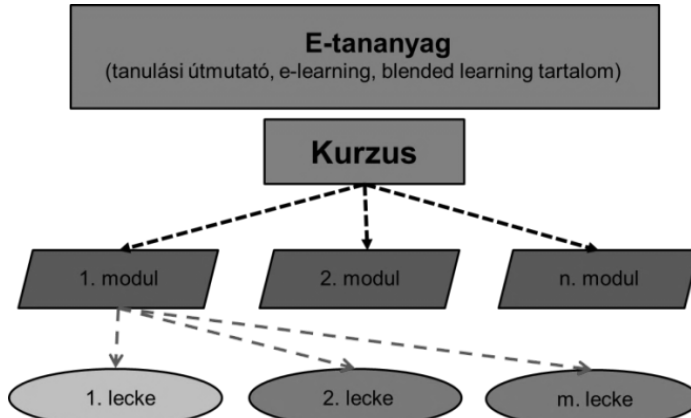 E-tananyag
(tanulási útmutató, e-learning, blended learning tartalom)
Kurzus
1. modul
2. modul
n. modul
1. lecke
2. lecke
m. lecke